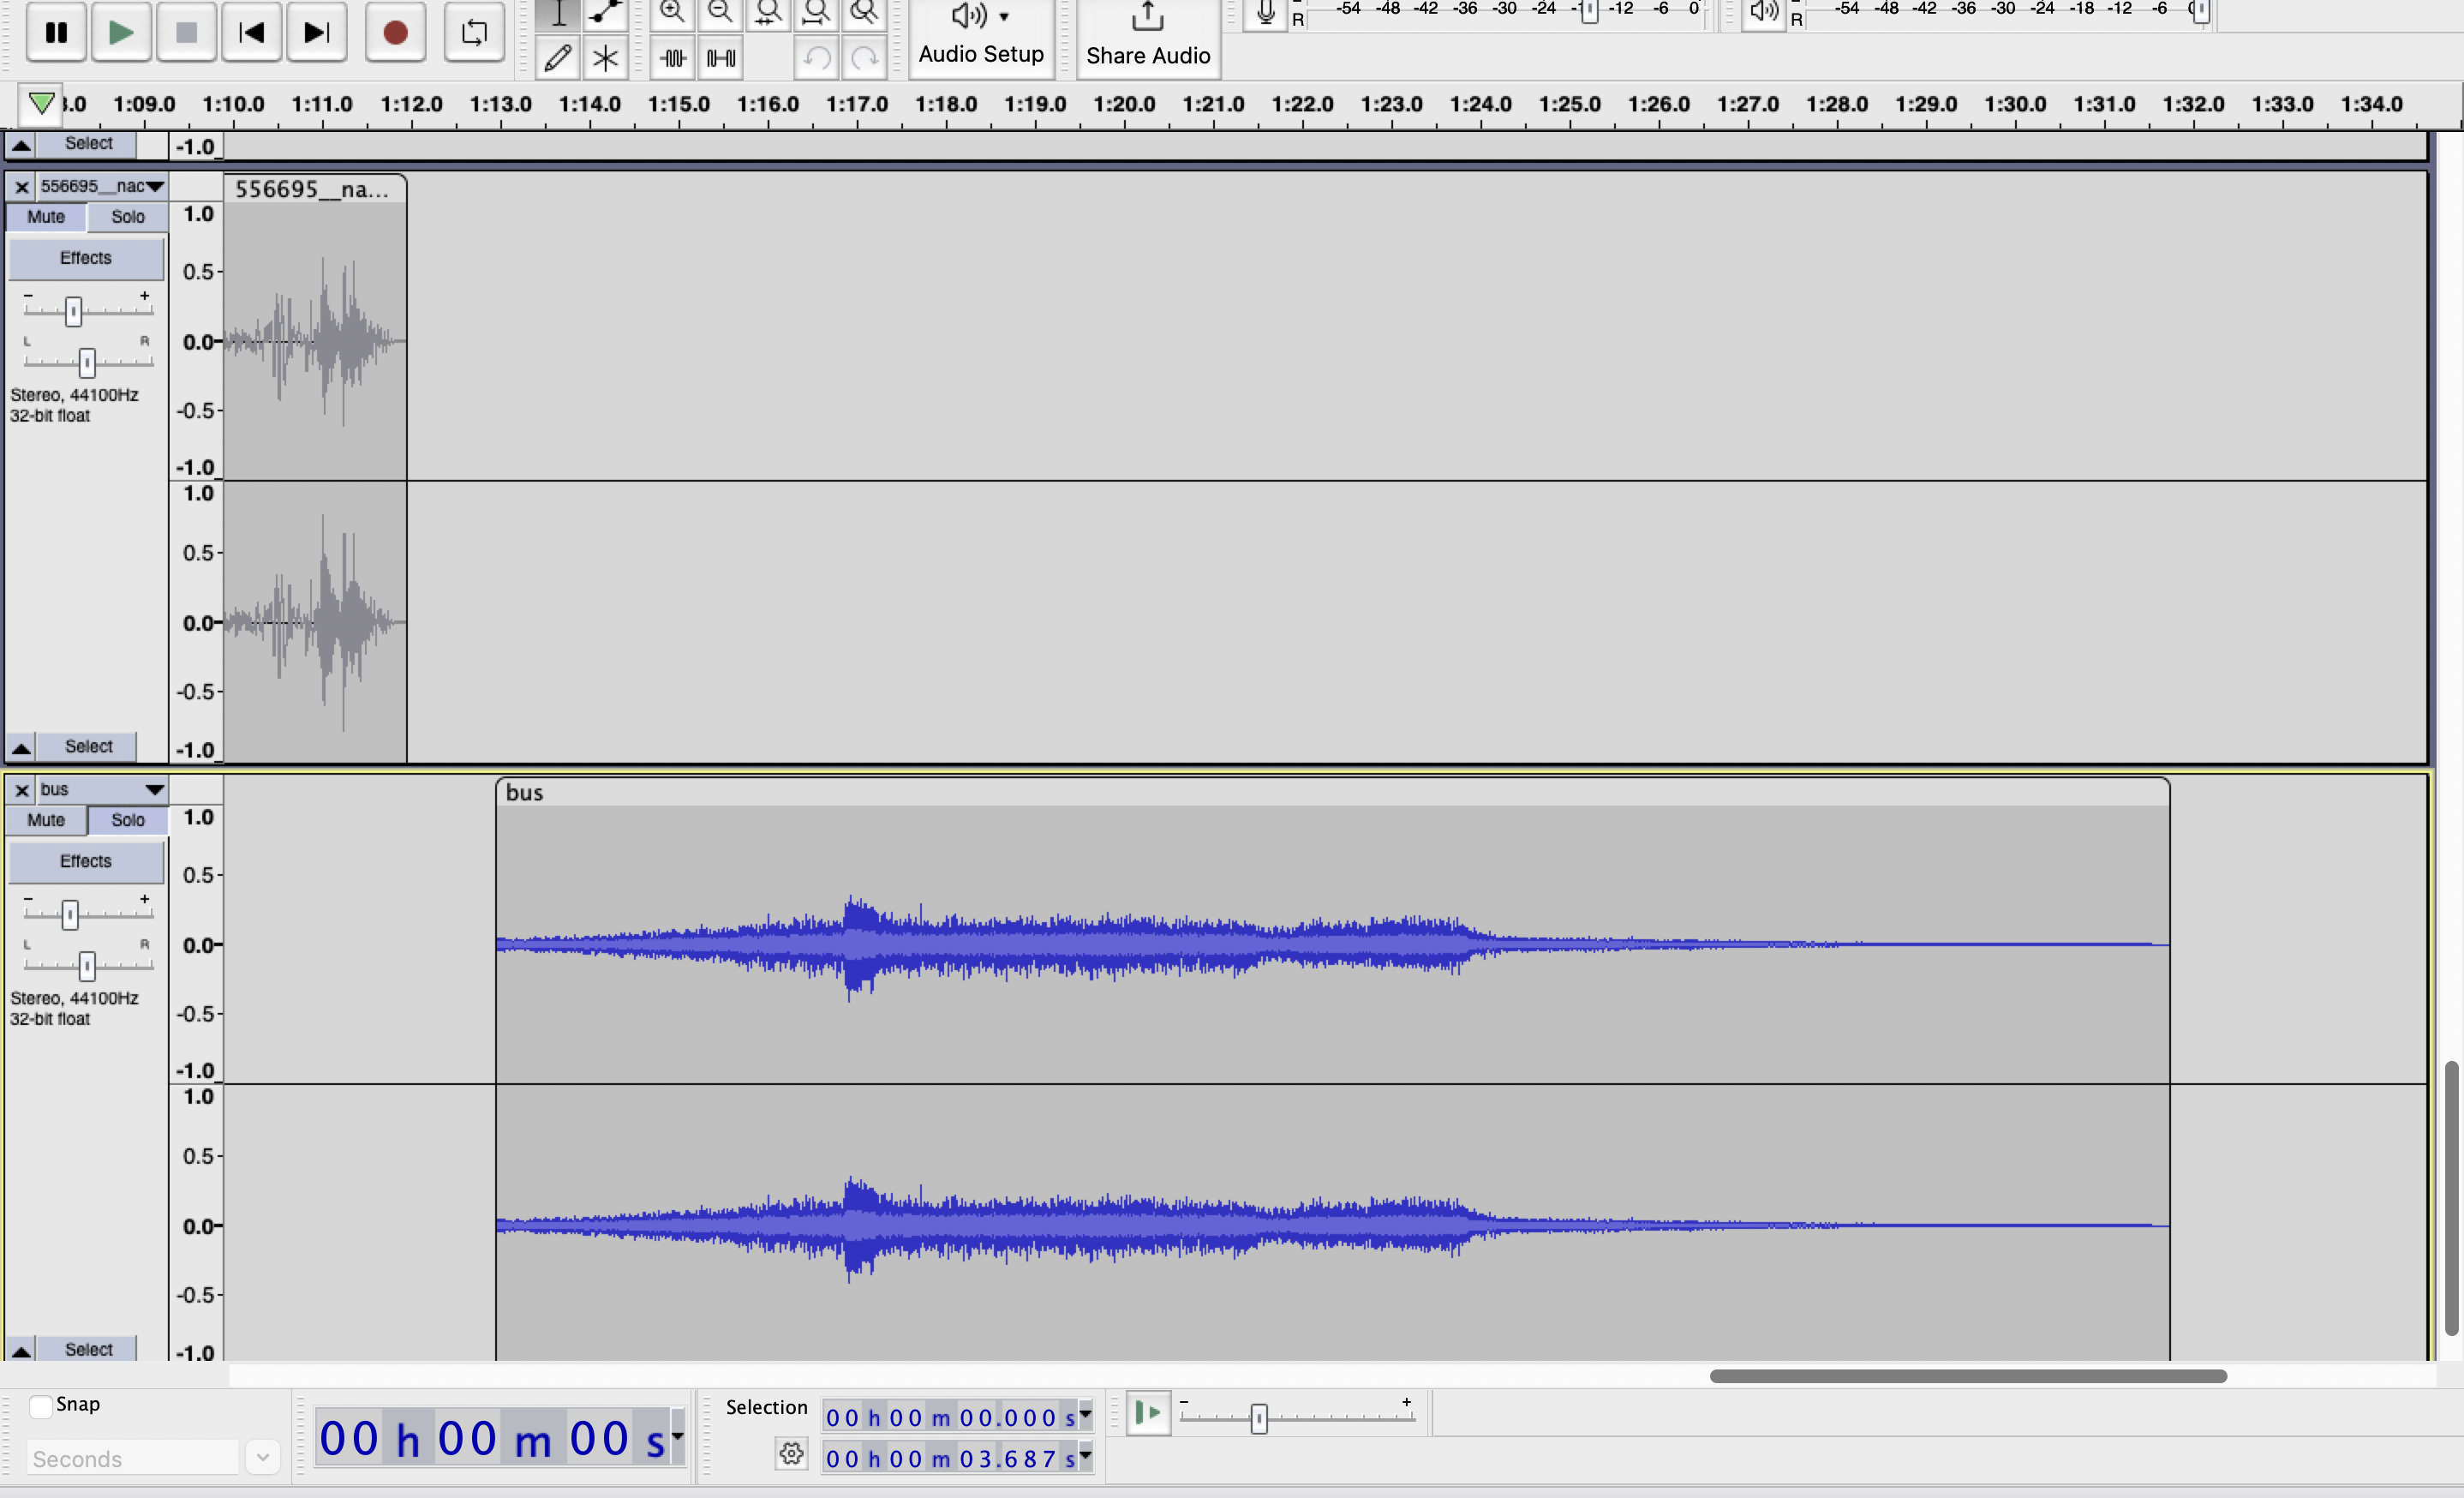 R -54 -48 -42 -36 -30 -24 -12 -6 0
R -54 -48 -42 -36 -30 -24 -18 -12 -6
Audio Setup
Share Audio
1:09.0 1:10.0 1:11.0 1:12.0 1:13.0 1:14.0 1:15.0 1:16.0 1:17.0 1:18.0 1:19.0 1:20.0 1:21.0 1:22.0 1:23.0 1:24.0 1:25.0 1:26.0 1:27.0 1:28.0 1:29.0 1:30.0 1:31.0 1:32.0 1:33.0 1:34.0
Select -1.0
556695__nac
556695__na...
Mute Solo
Effects
- +
L R
Stereo, 44100Hz
32-bit float
Select
1.0
0.5
0.0
-0.5
-1.0
1.0
0.5
0.0
-0.5
-1.0
bus
bus
Mute Solo
Effects
- +
L R
Stereo, 44100Hz
32-bit float
Select
1.0
0.5
0.0
-0.5
-1.0
1.0
0.5
0.0
-0.5
-1.0
Snap
Seconds
00 h 00 m 00 s
Selection
00 h 00 m 00.000 s
00 h 00 m 03.687 s
- +